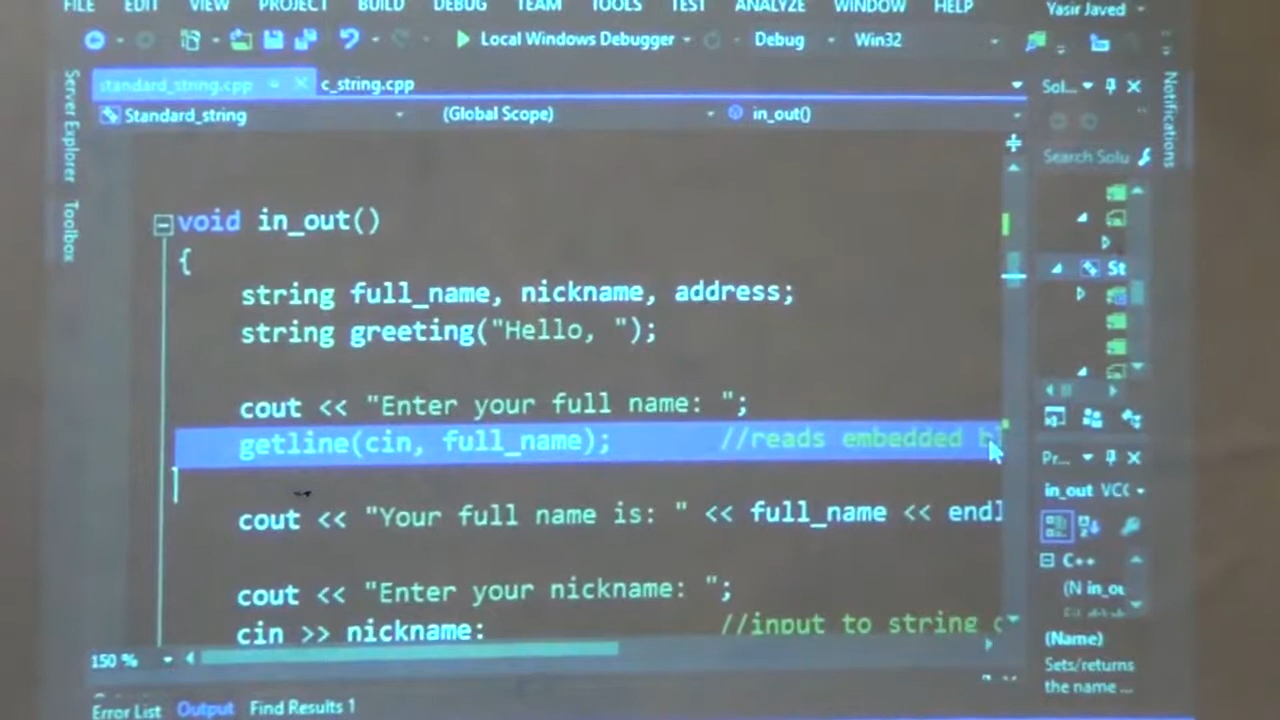 FILE EDIT VIEW PROJECT BUILD DEBUG TEAM TOOLS TEST ANALYZE WINDOW HELP Yasir Javed
Local Windows Debugger Debug Win32
standard_string.cpp c_string.cpp Sol...
Standard_string (Global Scope) in_out()
Server Explorer
Toolbox
Notifications
Search Solu
void in_out()
{
St
string full_name, nickname, address;
string greeting("Hello, ");
cout << "Enter your full name: ";
getline(cin, full_name); //reads embedded
Pr...
in_out VCC
cout << "Your full name is: " << full_name << endl
C++
cout << "Enter your nickname: ";
(N in_ou
cin >> nickname; //input to string
(Name)
150 %
Sets/returns
the name ...
Error List Output Find Results 1